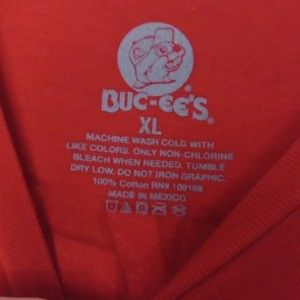 BUC-EE'S®
XL
MACHINE WASH COLD WITH
LIKE COLORS. ONLY NON-CHLORINE
BLEACH WHEN NEEDED. TUMBLE
DRY LOW. DO NOT IRON GRAPHIC.
100% Cotton RN# 109169
MADE IN MEXICO